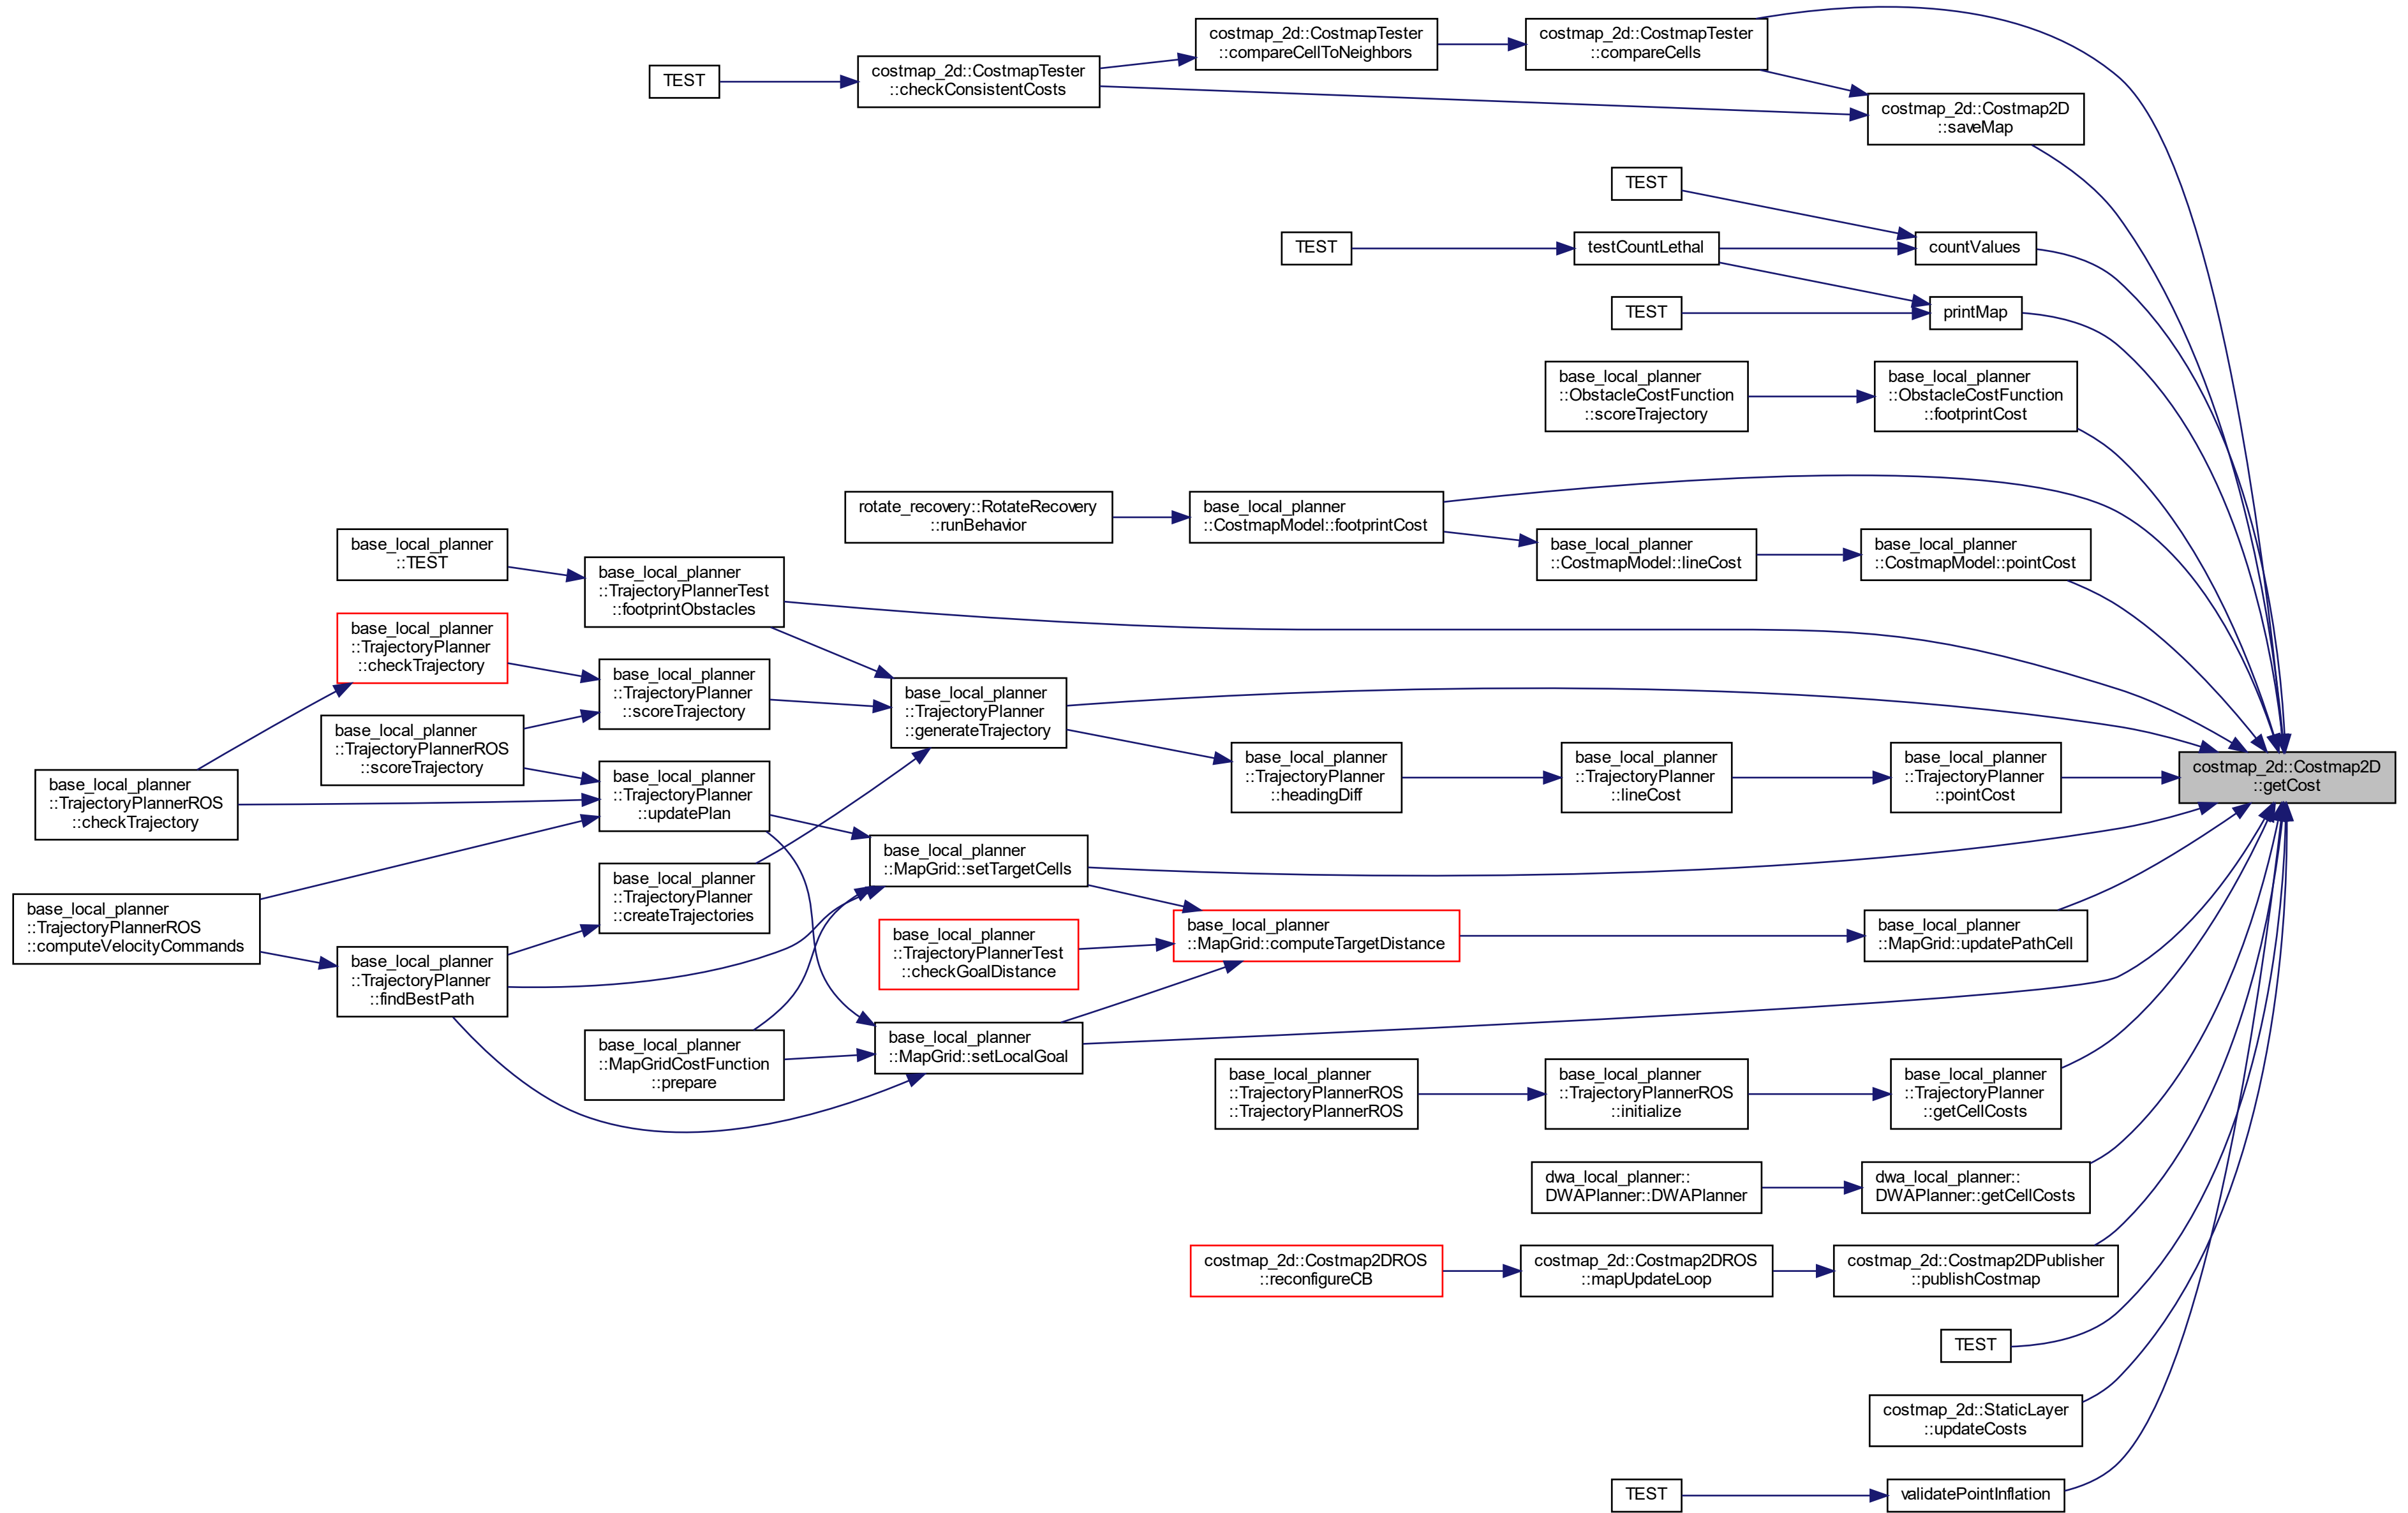 costmap_2d::CostmapTester
::compareCellToNeighbors
costmap_2d::CostmapTester
::compareCells
TEST
costmap_2d::CostmapTester
::checkConsistentCosts
costmap_2d::Costmap2D
::saveMap
TEST
TEST
testCountLethal
countValues
TEST
printMap
base_local_planner
::ObstacleCostFunction
::scoreTrajectory
base_local_planner
::ObstacleCostFunction
::footprintCost
rotate_recovery::RotateRecovery
::runBehavior
base_local_planner
::CostmapModel::footprintCost
base_local_planner
::CostmapModel::lineCost
base_local_planner
::CostmapModel::pointCost
base_local_planner
::TEST
base_local_planner
::TrajectoryPlannerTest
::footprintObstacles
base_local_planner
::TrajectoryPlanner
::checkTrajectory
base_local_planner
::TrajectoryPlanner
::scoreTrajectory
base_local_planner
::TrajectoryPlanner
::generateTrajectory
base_local_planner
::TrajectoryPlannerROS
::scoreTrajectory
base_local_planner
::TrajectoryPlannerROS
::checkTrajectory
base_local_planner
::TrajectoryPlanner
::updatePlan
base_local_planner
::TrajectoryPlanner
::headingDiff
base_local_planner
::TrajectoryPlanner
::lineCost
base_local_planner
::TrajectoryPlanner
::pointCost
costmap_2d::Costmap2D
::getCost
base_local_planner
::MapGrid::setTargetCells
base_local_planner
::TrajectoryPlanner
::createTrajectories
base_local_planner
::TrajectoryPlannerROS
::computeVelocityCommands
base_local_planner
::TrajectoryPlanner
::findBestPath
base_local_planner
::TrajectoryPlannerTest
::checkGoalDistance
base_local_planner
::MapGrid::computeTargetDistance
base_local_planner
::MapGrid::updatePathCell
base_local_planner
::MapGridCostFunction
::prepare
base_local_planner
::MapGrid::setLocalGoal
base_local_planner
::TrajectoryPlannerROS
::TrajectoryPlannerROS
base_local_planner
::TrajectoryPlannerROS
::initialize
base_local_planner
::TrajectoryPlanner
::getCellCosts
dwa_local_planner::
DWAPlanner::DWAPlanner
dwa_local_planner::
DWAPlanner::getCellCosts
costmap_2d::Costmap2DROS
::reconfigureCB
costmap_2d::Costmap2DROS
::mapUpdateLoop
costmap_2d::Costmap2DPublisher
::publishCostmap
TEST
costmap_2d::StaticLayer
::updateCosts
TEST
validatePointInflation